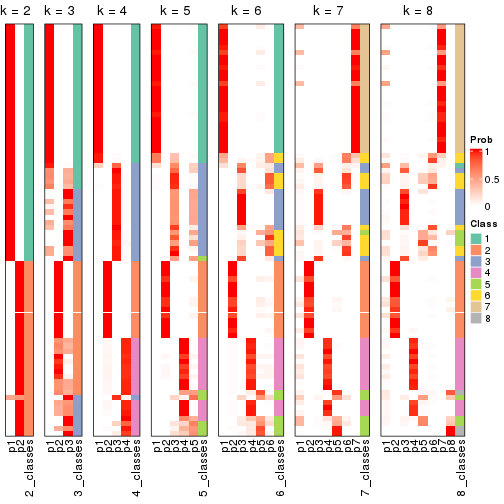 k = 2
k = 3
k = 4
k = 5
k = 6
k = 7
k = 8
Prob
1
0.5
0
Class
1
2
3
4
5
6
7
8
p1
p2
2_classes
p1
p2
p3
3_classes
p1
p2
p3
p4
4_classes
p1
p2
p3
p4
p5
5_classes
p1
p2
p3
p4
p5
p6
6_classes
p1
p2
p3
p4
p5
p6
p7
7_classes
p1
p2
p3
p4
p5
p6
p7
p8
8_classes